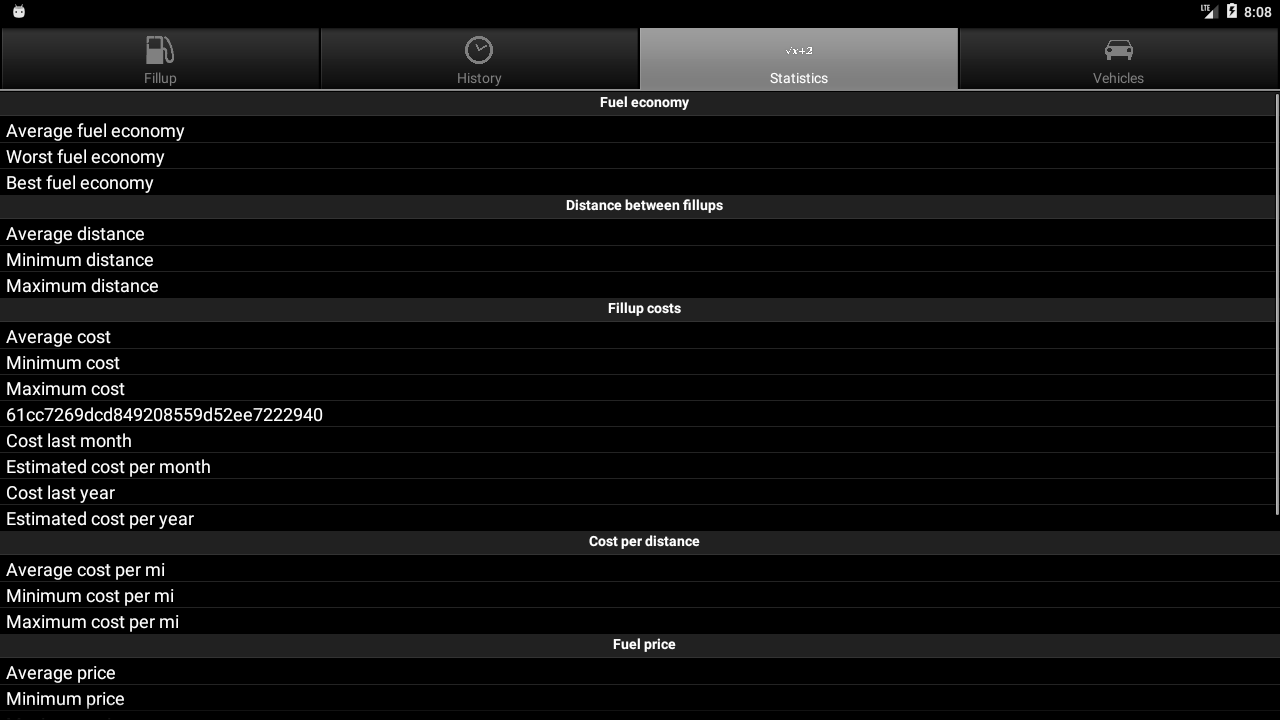 LTE 8:08
Fillup
History
√x+2
Statistics
Vehicles
Fuel economy
Average fuel economy
Worst fuel economy
Best fuel economy
Distance between fillups
Average distance
Minimum distance
Maximum distance
Fillup costs
Average cost
Minimum cost
Maximum cost
61cc7269dcd849208559d52ee7222940
Cost last month
Estimated cost per month
Cost last year
Estimated cost per year
Cost per distance
Average cost per mi
Minimum cost per mi
Maximum cost per mi
Fuel price
Average price
Minimum price